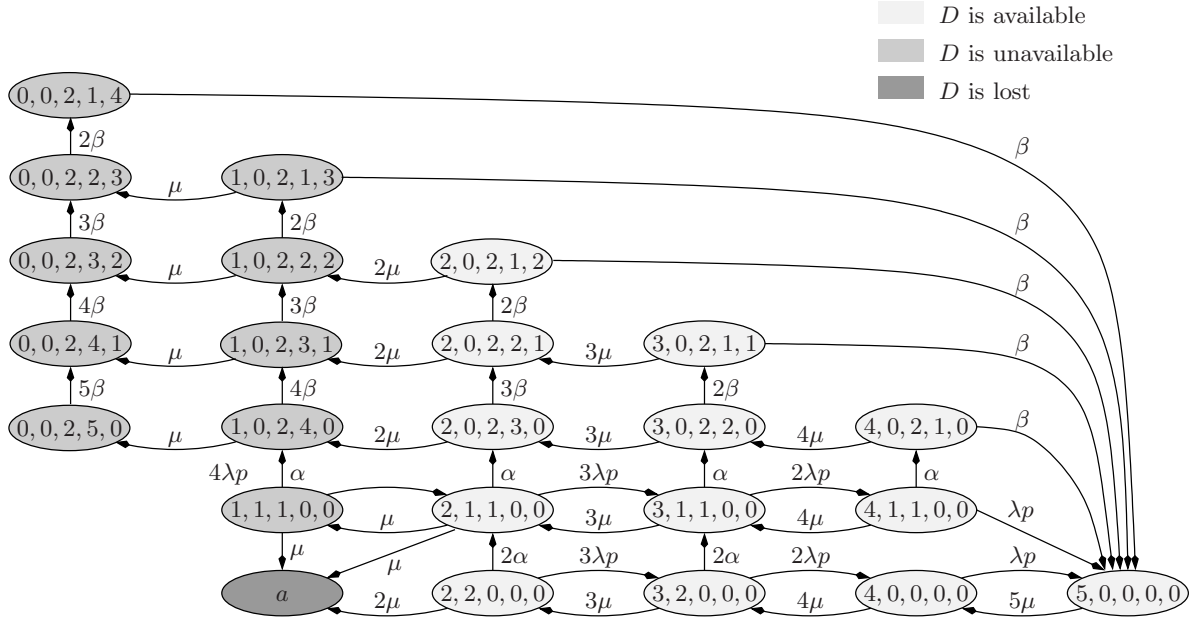 D is available
D is unavailable
D is lost
0, 0, 2, 1, 4
2β
β
0, 0, 2, 2, 3
μ
1, 0, 2, 1, 3
3β
2β
β
0, 0, 2, 3, 2
μ
1, 0, 2, 2, 2
2μ
2, 0, 2, 1, 2
4β
3β
2β
β
0, 0, 2, 4, 1
μ
1, 0, 2, 3, 1
2μ
2, 0, 2, 2, 1
3μ
3, 0, 2, 1, 1
β
5β
4β
3β
2β
0, 0, 2, 5, 0
μ
1, 0, 2, 4, 0
2μ
2, 0, 2, 3, 0
3μ
3, 0, 2, 2, 0
4μ
4, 0, 2, 1, 0
β
4λp
α
α
3λp
α
2λp
α
1, 1, 1, 0, 0
μ
2, 1, 1, 0, 0
3μ
3, 1, 1, 0, 0
4μ
4, 1, 1, 0, 0
λp
μ
μ
2α
3λp
2α
2λp
λp
a
2μ
2, 2, 0, 0, 0
3μ
3, 2, 0, 0, 0
4μ
4, 0, 0, 0, 0
5μ
5, 0, 0, 0, 0